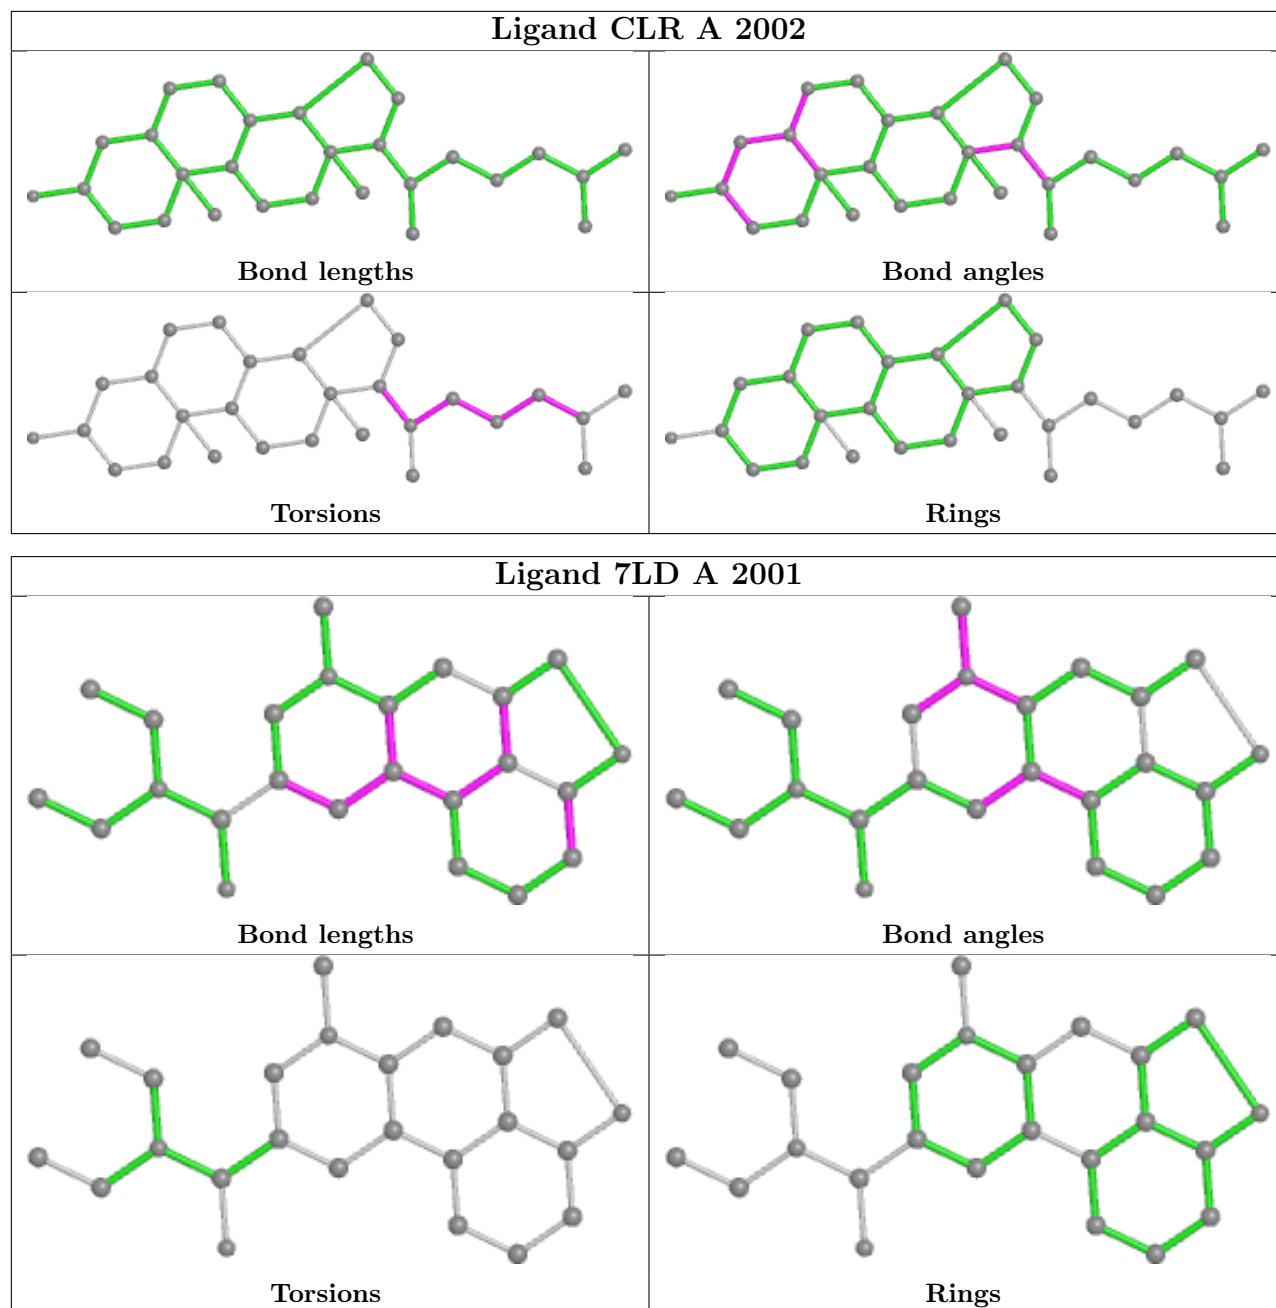 Ligand CLR A 2002
Bond lengths
Bond angles
Torsions
Rings
Ligand 7LD A 2001
Bond lengths
Bond angles
Torsions
Rings